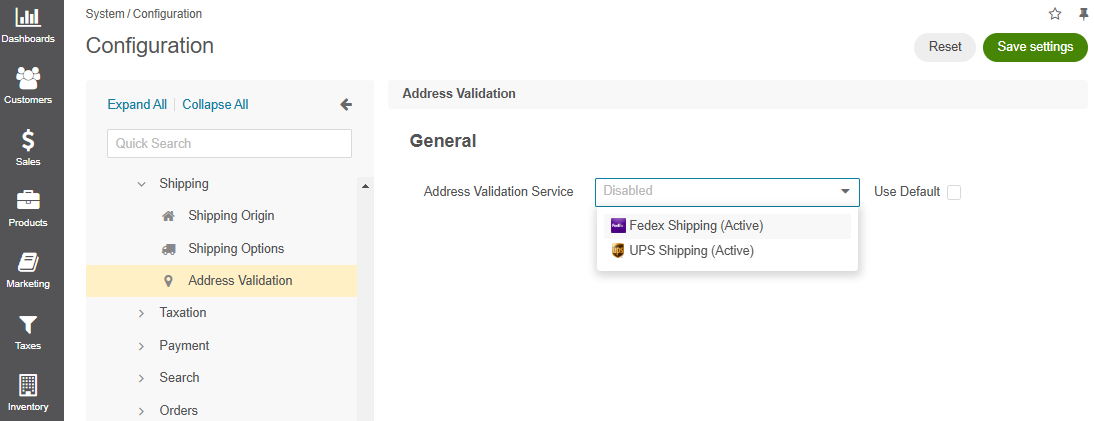 Dashboards
Customers
Sales
Products
Marketing
Taxes
Inventory
System / Configuration
Configuration
Reset
Save settings
Expand All
Collapse All
Quick Search
Shipping
Shipping Origin
Shipping Options
Address Validation
Taxation
Payment
Search
Orders
Address Validation
General
Address Validation Service
Disabled
Use Default
FedEx
Fedex Shipping (Active)
ups
UPS Shipping (Active)